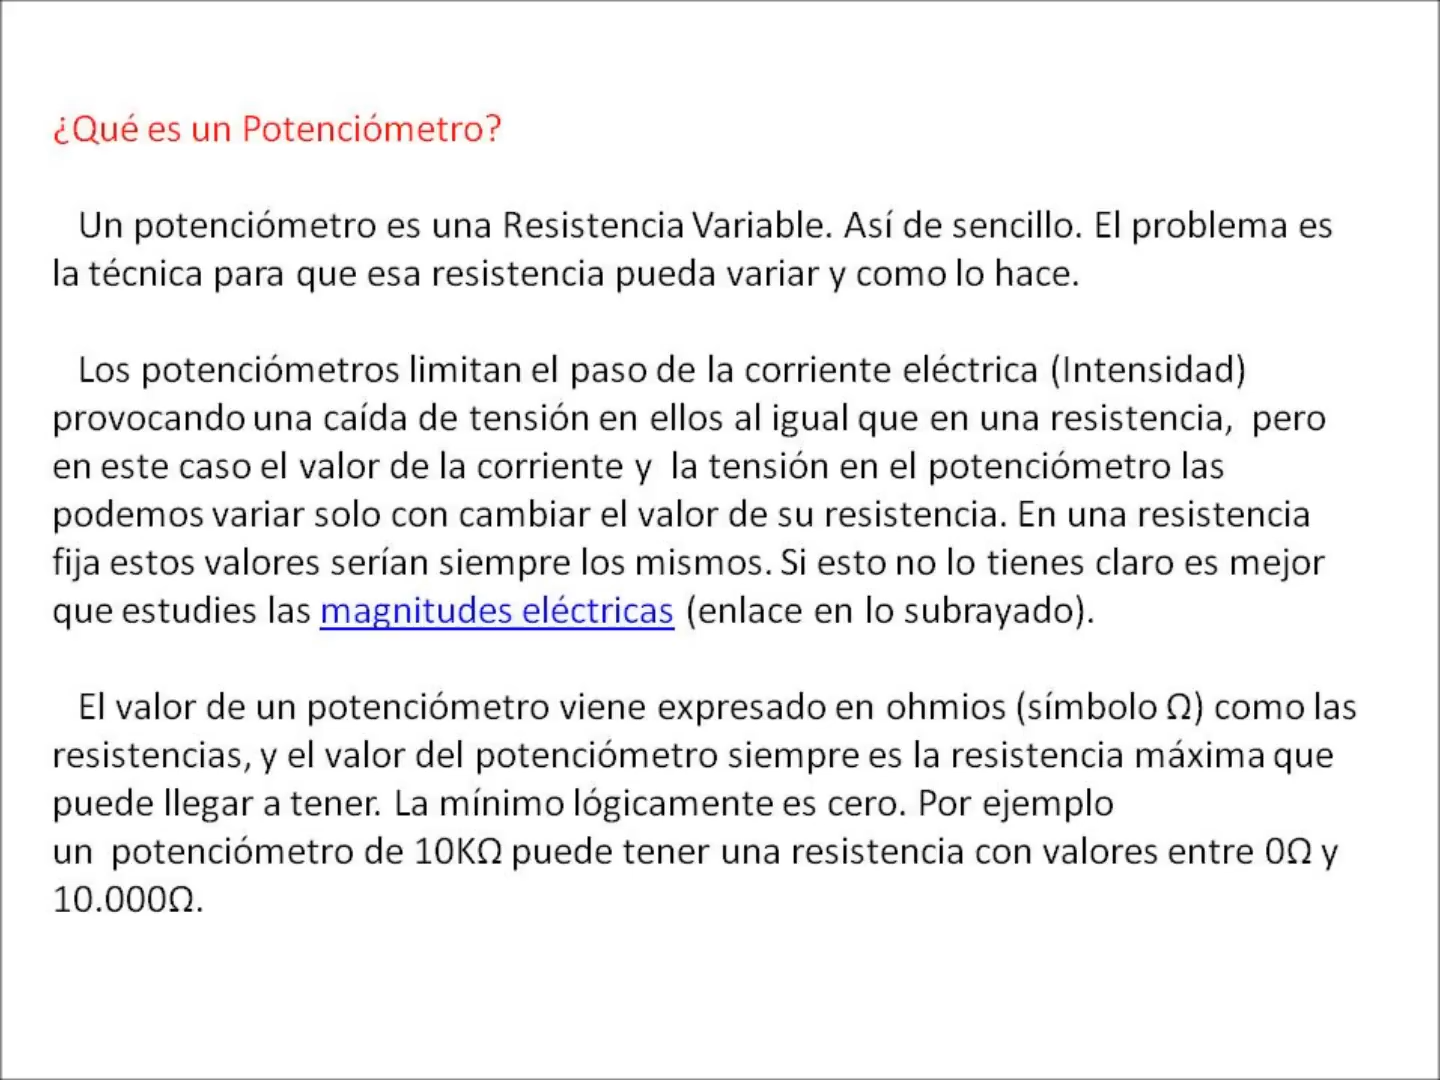 ¿Qué es un Potenciómetro?
Un potenciómetro es una Resistencia Variable. Así de sencillo. El problema es
la técnica para que esa resistencia pueda variar y como lo hace.
Los potenciómetros limitan el paso de la corriente eléctrica (Intensidad)
provocando una caída de tensión en ellos al igual que en una resistencia,  pero
en este caso el valor de la corriente y  la tensión en el potenciómetro las
podemos variar solo con cambiar el valor de su resistencia. En una resistencia
fija estos valores serían siempre los mismos. Si esto no lo tienes claro es mejor
que estudies las magnitudes eléctricas (enlace en lo subrayado).
El valor de un potenciómetro viene expresado en ohmios (símbolo Ω) como las
resistencias, y el valor del potenciómetro siempre es la resistencia máxima que
puede llegar a tener. La mínimo lógicamente es cero. Por ejemplo
un  potenciómetro de 10KΩ puede tener una resistencia con valores entre 0Ω y
10.000Ω.